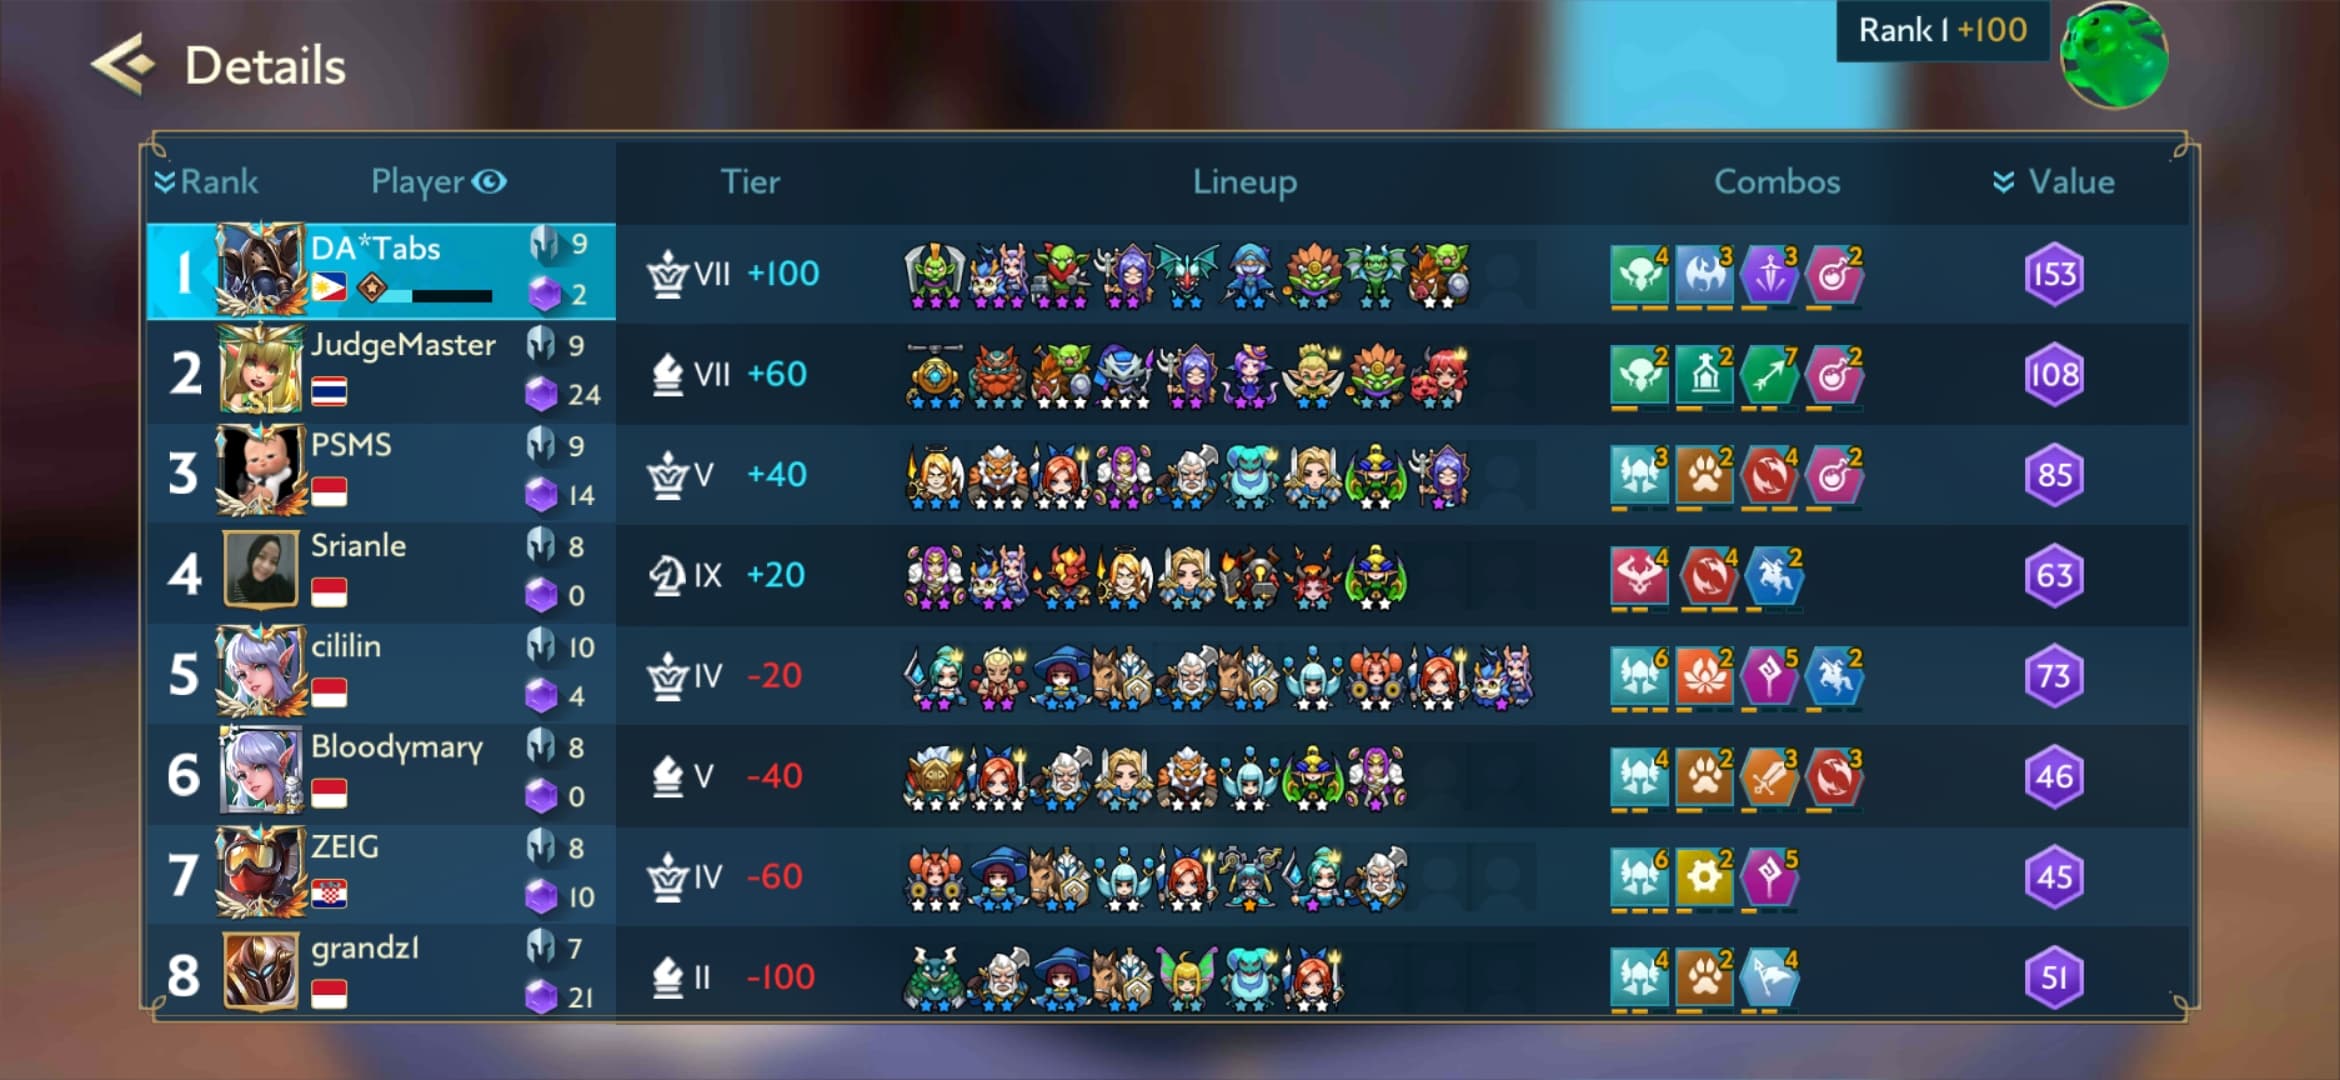 Details
Rank 1 +100
Rank Player Tier Lineup Combos Value
1 DA*Tabs 9 VII +100 4 3 3 2 153
2
2 JudgeMaster 9 VII +60 2 2 7 2 108
S1 24
3 PSMS 9 V +40 3 2 4 2 85
14
4 Srianle 8 IX +20 4 4 2 63
0
5 cililin 10 IV -20 6 2 5 2 73
4
6 Bloodymary 8 V -40 4 2 3 3 46
0
7 ZEIG 8 IV -60 6 2 5 45
10
8 grandz1 7 II -100 4 2 4 51
21